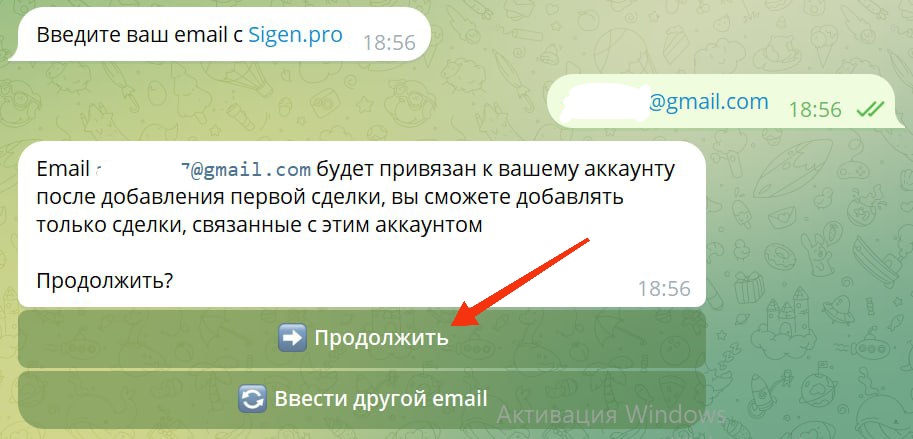 Введите ваш email с Sigen.pro 18:56
@gmail.com 18:56
Email 7@gmail.com будет привязан к вашему аккаунту
после добавления первой сделки, вы сможете добавлять
только сделки, связанные с этим аккаунтом
Продолжить? 18:56
Продолжить
Ввести другой email
Активация Windows